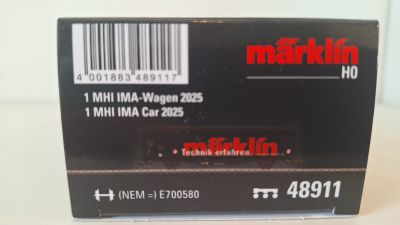 märklin
H0
4 001883 489117
1 MHI IMA-Wagen 2025
1 MHI IMA Car 2025
märklin
Technik erfahren.
(NEM =) E700580
48911